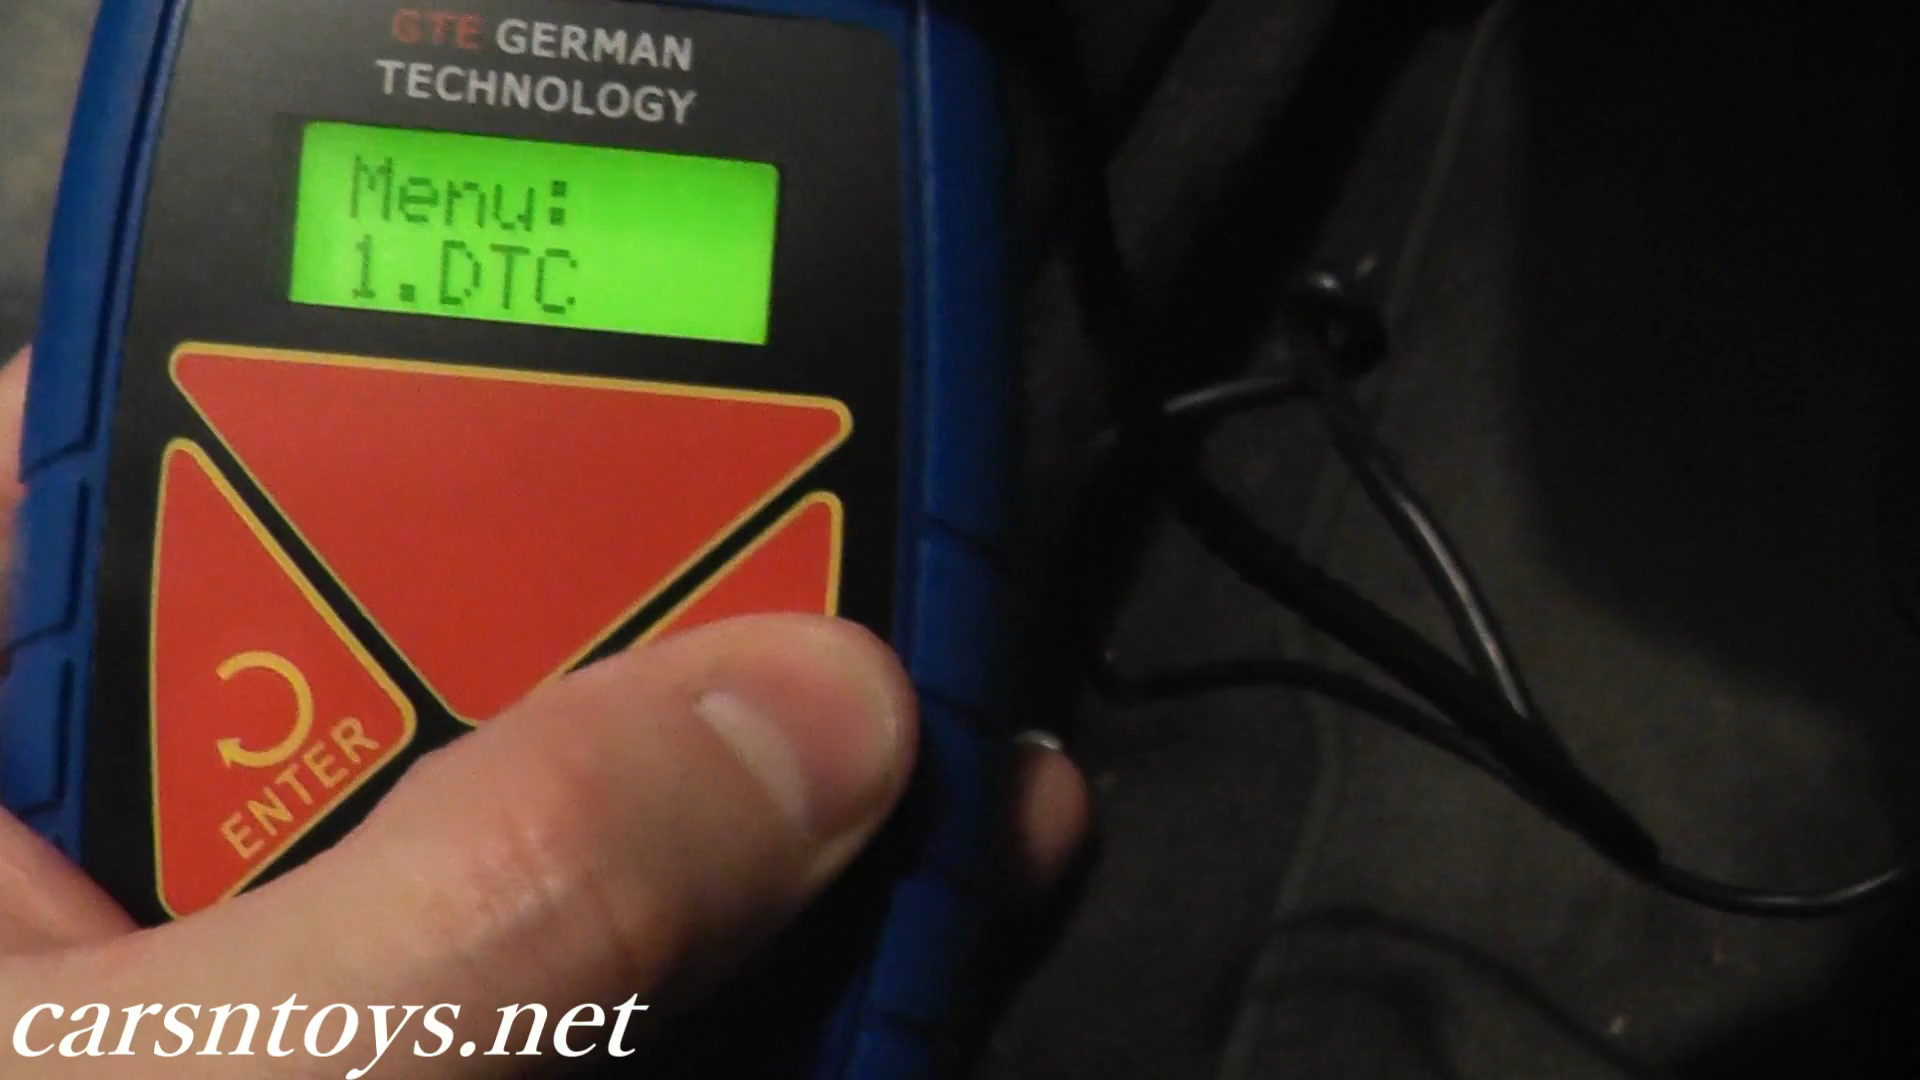 GTE GERMAN
TECHNOLOGY
Menu:
1.DTC
ENTER
carsntoys.net